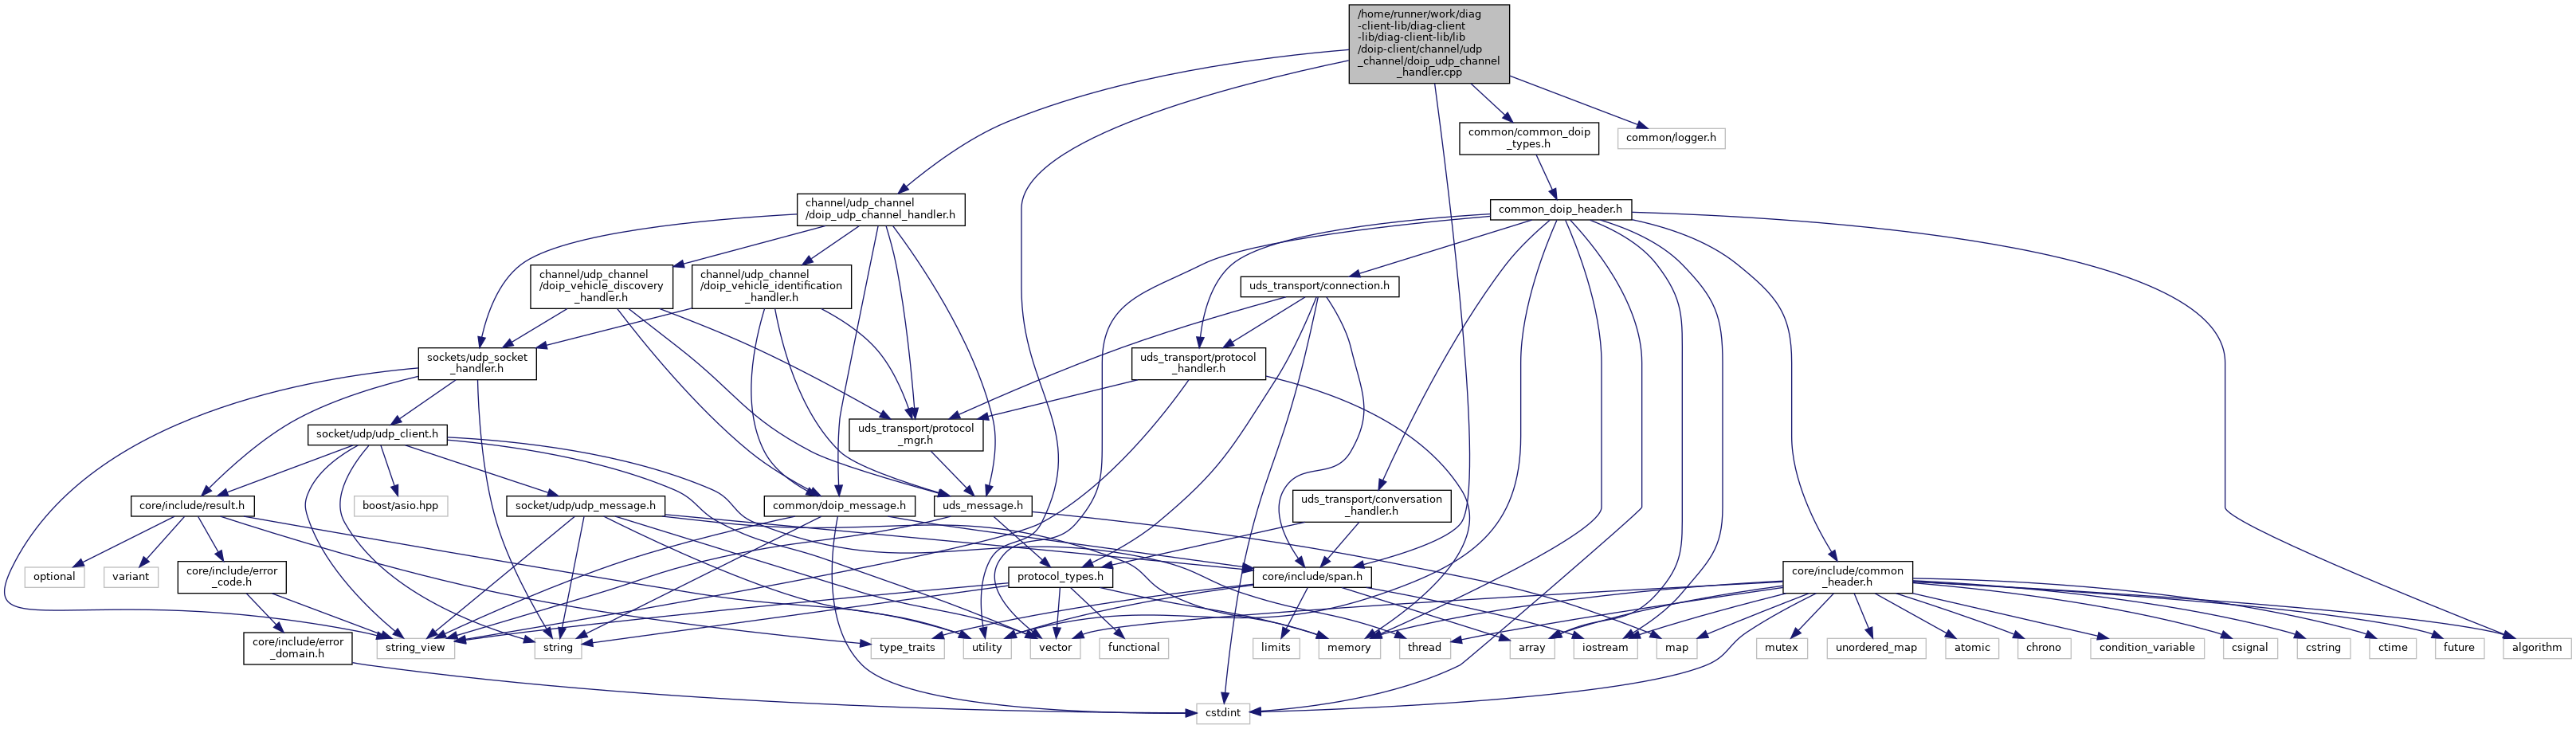 /home/runner/work/diag
-client-lib/diag-client
-lib/diag-client-lib/lib
/doip-client/channel/udp
_channel/doip_udp_channel
_handler.cpp
common/common_doip
_types.h
common/logger.h
channel/udp_channel
/doip_udp_channel_handler.h
common_doip_header.h
channel/udp_channel
/doip_vehicle_discovery
_handler.h
channel/udp_channel
/doip_vehicle_identification
_handler.h
uds_transport/connection.h
sockets/udp_socket
_handler.h
uds_transport/protocol
_handler.h
socket/udp/udp_client.h
uds_transport/protocol
_mgr.h
core/include/result.h
boost/asio.hpp
socket/udp/udp_message.h
common/doip_message.h
uds_message.h
uds_transport/conversation
_handler.h
optional
variant
core/include/error
_code.h
protocol_types.h
core/include/span.h
core/include/common
_header.h
core/include/error
_domain.h
string_view
string
type_traits
utility
vector
functional
limits
memory
thread
array
iostream
map
mutex
unordered_map
atomic
chrono
condition_variable
csignal
cstring
ctime
future
algorithm
cstdint